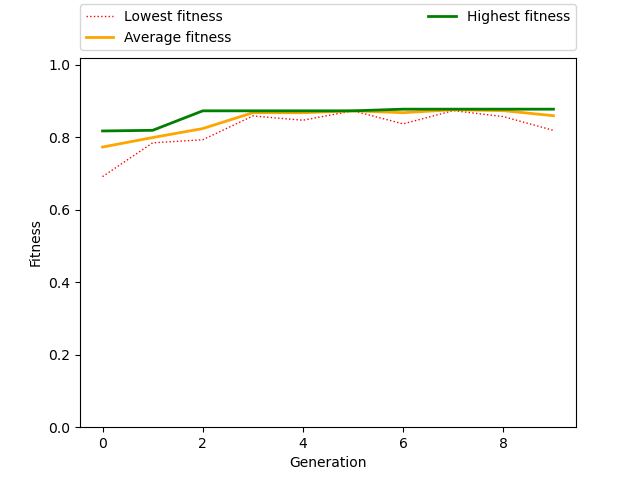 Lowest fitness
Average fitness
Highest fitness
1.0
0.8
0.6
0.4
0.2
0.0
Fitness
0 2 4 6 8
Generation